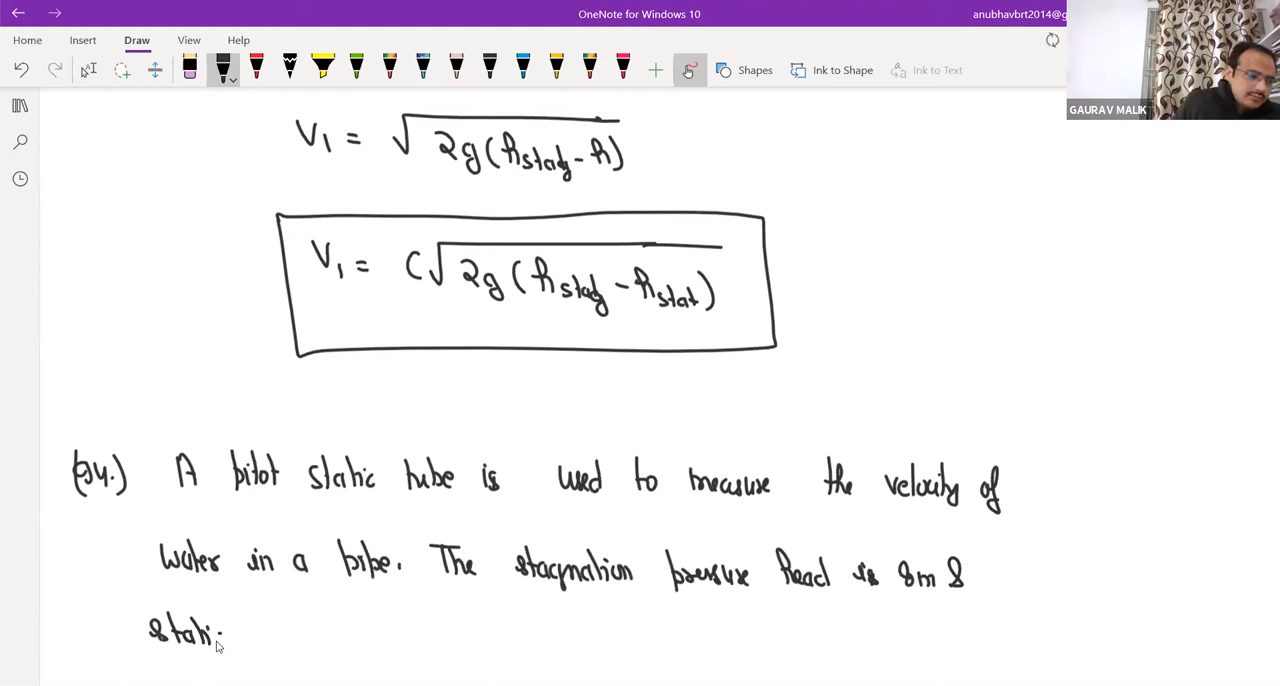 OneNote for Windows 10
anubhavbrt2014@g
Home Insert Draw View Help
Shapes Ink to Shape Ink to Text
GAURAV MALIK
V₁ = √2g(hstag - h)
V₁ = C√2g(hstag - hstat)
(Q4.) A pitot static tube is used to measure the velocity of
water in a pipe. The stagnation pressure head is 8m &
stati